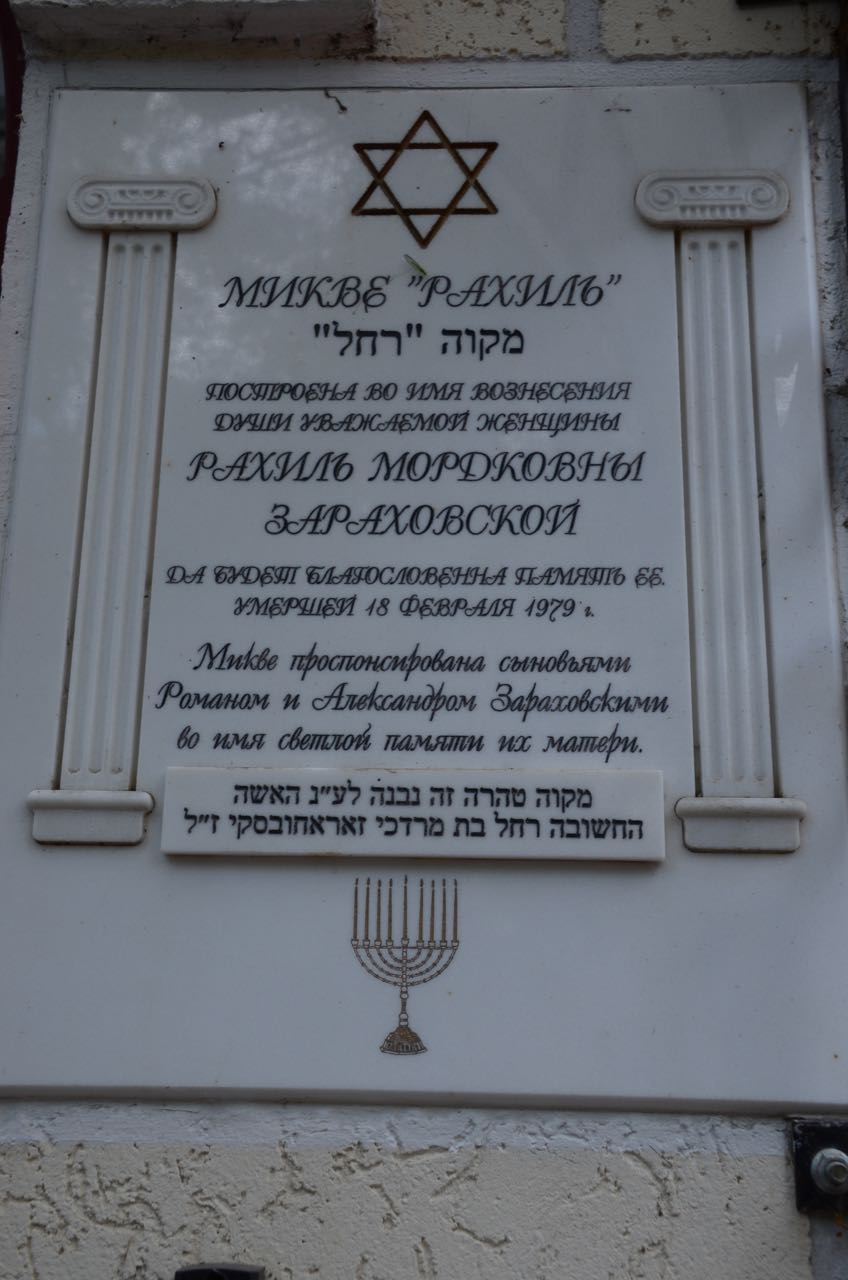 МИКВЕ "РАХИЛЬ"
מקוה "רחל"
ПОСТРОЕНА ВО ИМЯ ВОЗНЕСЕНИЯ
ДУШИ УВАЖАЕМОЙ ЖЕНЩИНЫ
РАХИЛЬ МОРДКОВНЫ
ЗАРАХОВСКОЙ
ДА БУДЕТ БЛАГОСЛОВЕННА ПАМЯТЬ ЕЕ.
УМЕРШЕЙ 18 ФЕВРАЛЯ 1979 г.
Микве проспонсирована сыновьями
Романом и Александром Зараховскими
во имя светлой памяти их матери.
מקוה טהרה זה נבנה לע״נ האשה
החשובה רחל בת מרדכי זאראחובסקי ז״ל